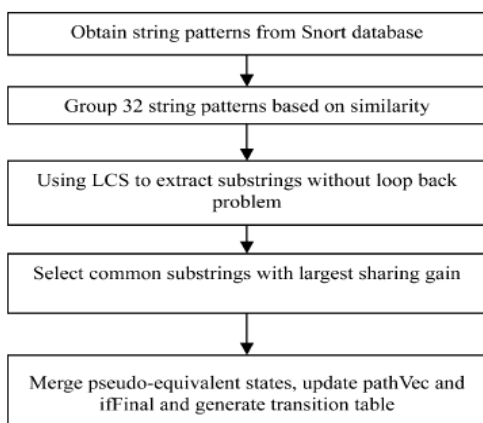 Obtain string patterns from Snort database
Group 32 string patterns based on similarity
Using LCS to extract substrings without loop back
problem
Select common substrings with largest sharing gain
Merge pseudo-equivalent states, update pathVec and
ifFinal and generate transition table